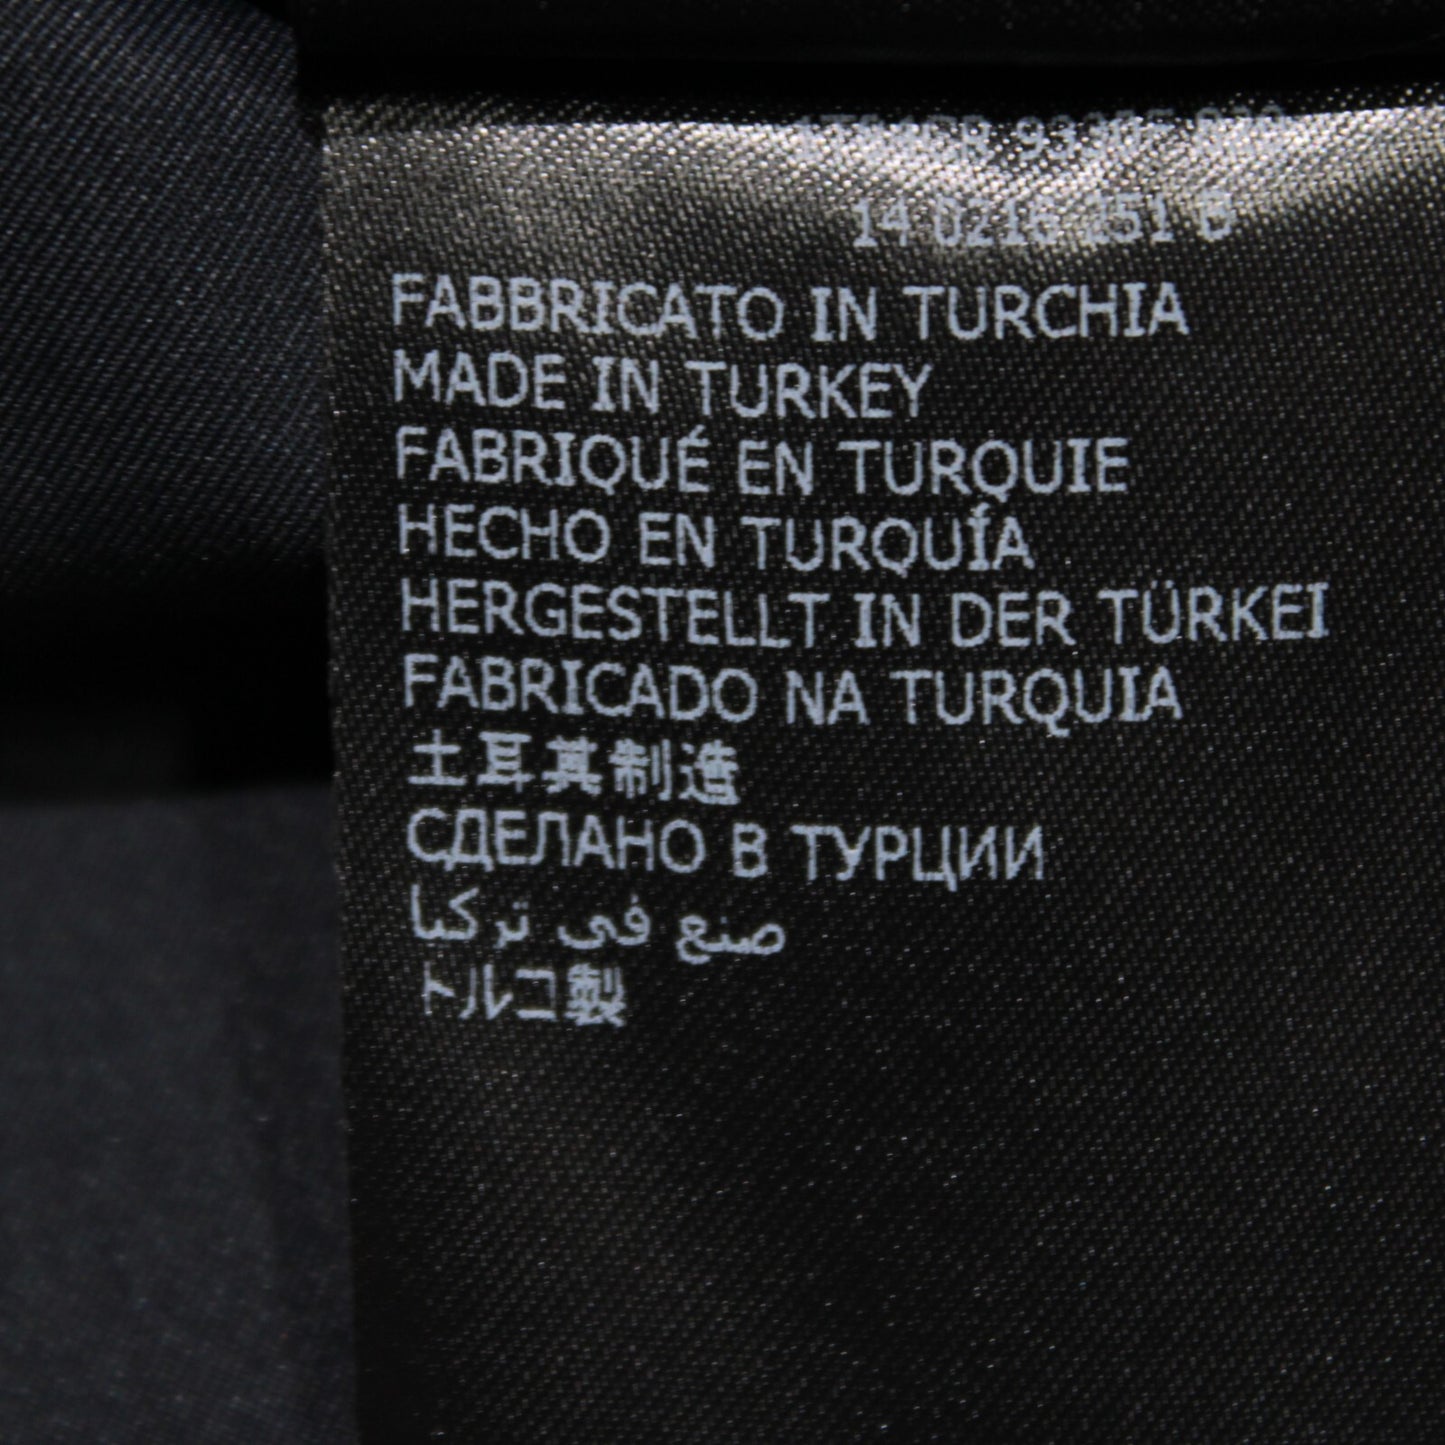 14 0216 151 B
FABBRICATO IN TURCHIA
MADE IN TURKEY
FABRIQUÉ EN TURQUIE
HECHO EN TURQUÍA
HERGESTELLT IN DER TÜRKEI
FABRICADO NA TURQUIA
土耳其制造
СДЕЛАНО В ТУРЦИИ
صنع فى تركيا
トルコ製